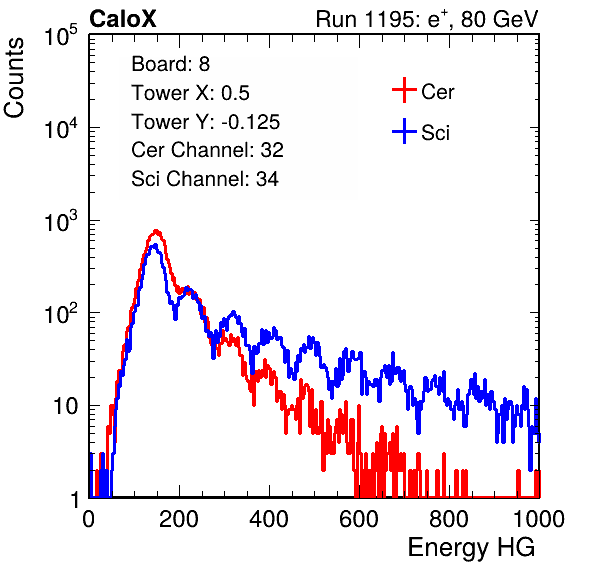 CaloX Run 1195: e⁺, 80 GeV
Counts
10⁵
10⁴
10³
10²
10
1
Board: 8
Tower X: 0.5
Tower Y: -0.125
Cer Channel: 32
Sci Channel: 34
Cer
Sci
0 200 400 600 800 1000
Energy HG